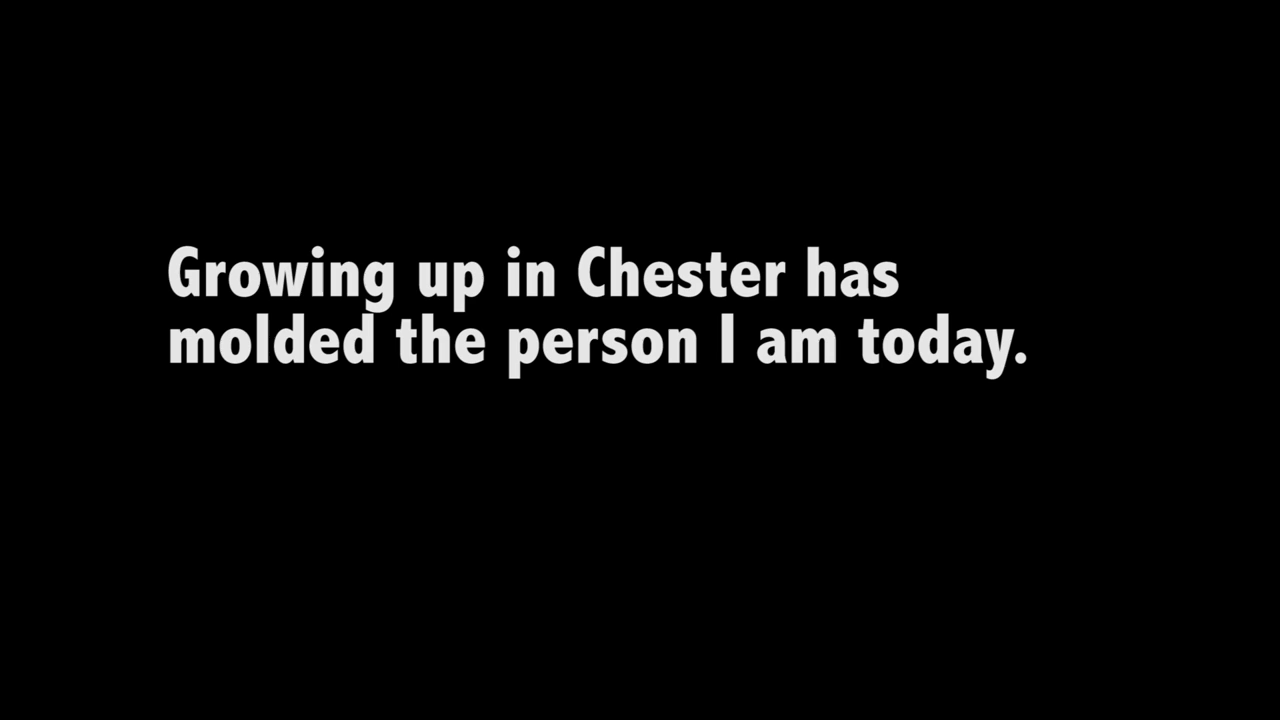 Growing up in Chester has
molded the person I am today.